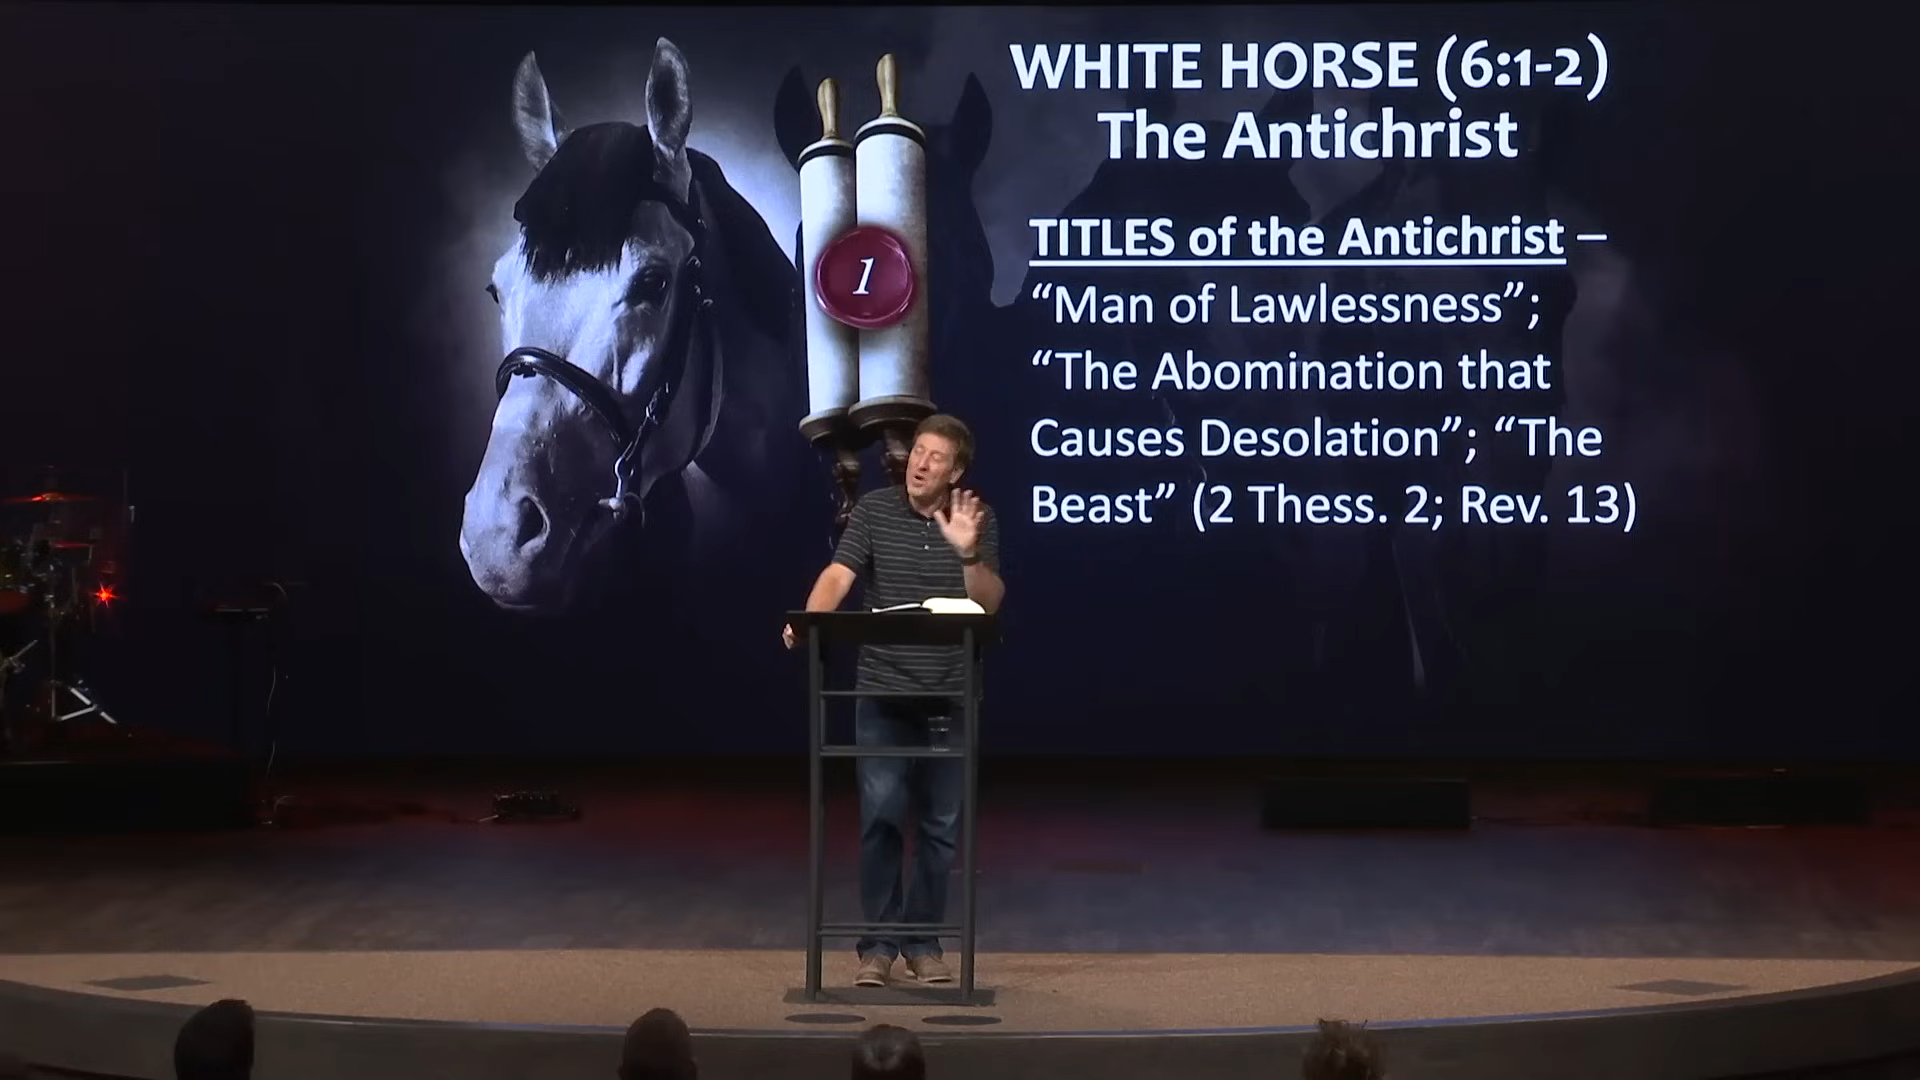 WHITE HORSE (6:1-2)
The Antichrist
TITLES of the Antichrist –
“Man of Lawlessness”;
“The Abomination that
Causes Desolation”; “The
Beast” (2 Thess. 2; Rev. 13)
1